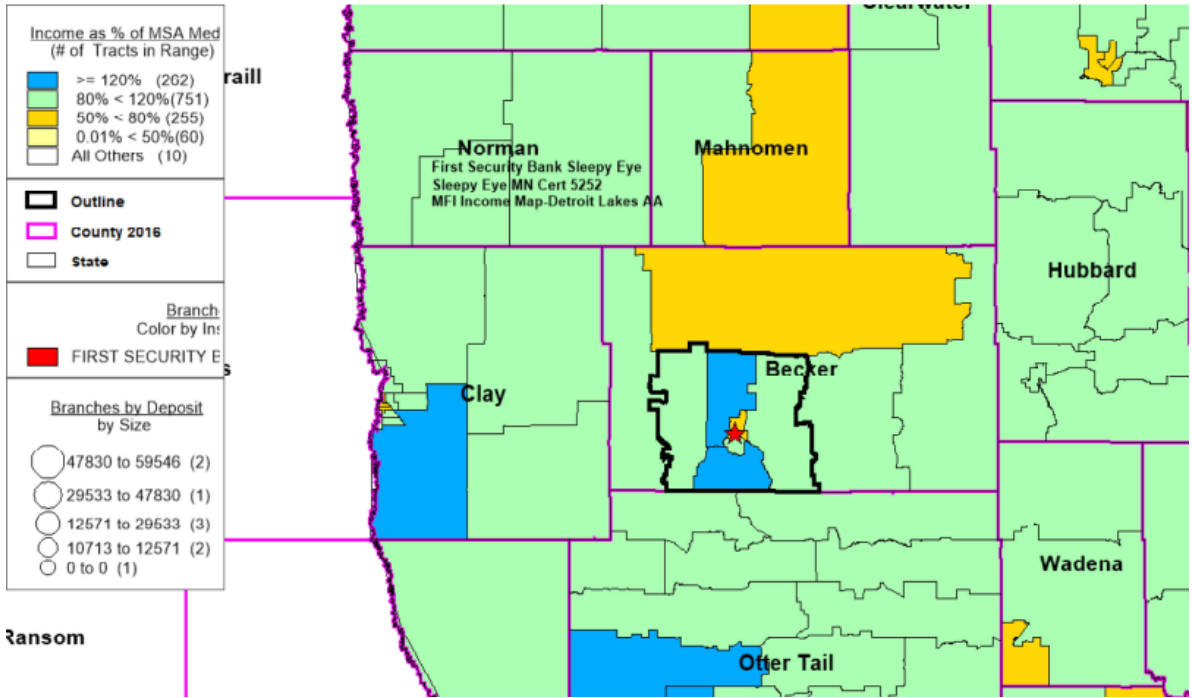 Income as % of MSA Med
(# of Tracts in Range)
>= 120% (262)
80% < 120%(751)
50% < 80% (255)
0.01% < 50%(60)
All Others (10)
Outline
County 2016
State
Branch
Color by Ins
FIRST SECURITY E
Branches by Deposit
by Size
47830 to 59546 (2)
29533 to 47830 (1)
12571 to 29533 (3)
10713 to 12571 (2)
0 to 0 (1)
raill
Clearwater
Norman
Mahnomen
First Security Bank Sleepy Eye
Sleepy Eye MN Cert 5252
MFI Income Map-Detroit Lakes AA
Hubbard
s
Becker
Clay
Wadena
Ransom
Otter Tail